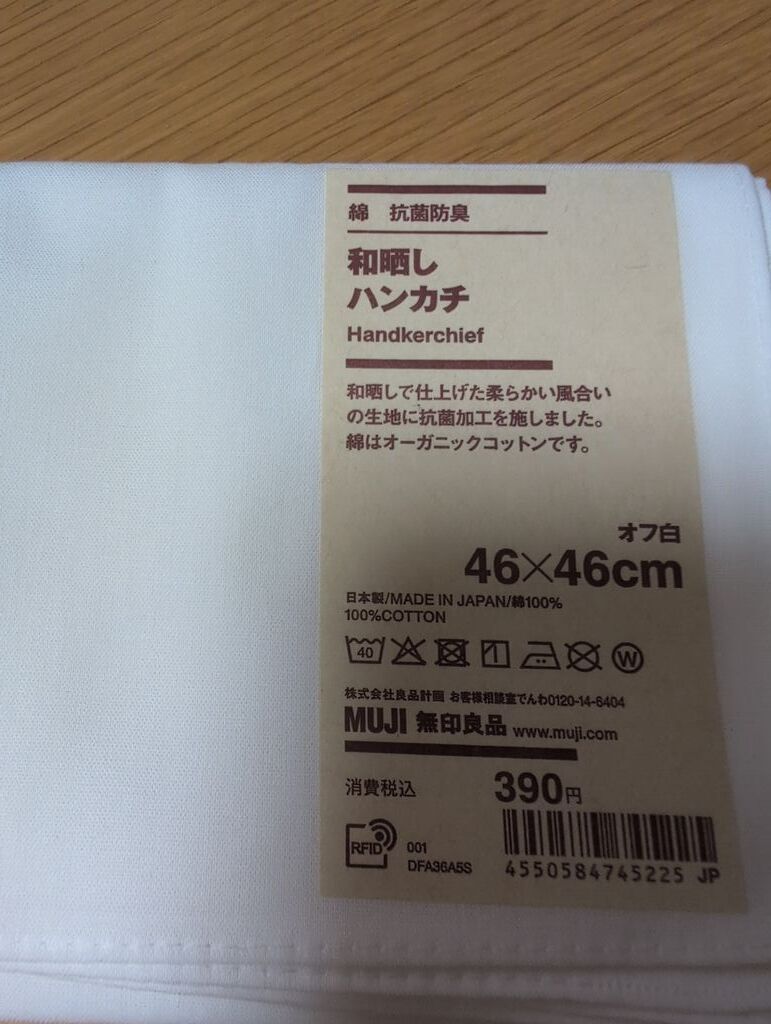 綿　抗菌防臭
和晒し
ハンカチ
Handkerchief
和晒しで仕上げた柔らかい風合い
の生地に抗菌加工を施しました。
綿はオーガニックコットンです。
オフ白
46×46cm
日本製/MADE IN JAPAN/綿100%
100%COTTON
40 W
株式会社良品計画 お客様相談室でんわ0120-14-6404
MUJI 無印良品 www.muji.com
消費税込 390円
RFID 001
DFA36A5S
4550584745225 JP